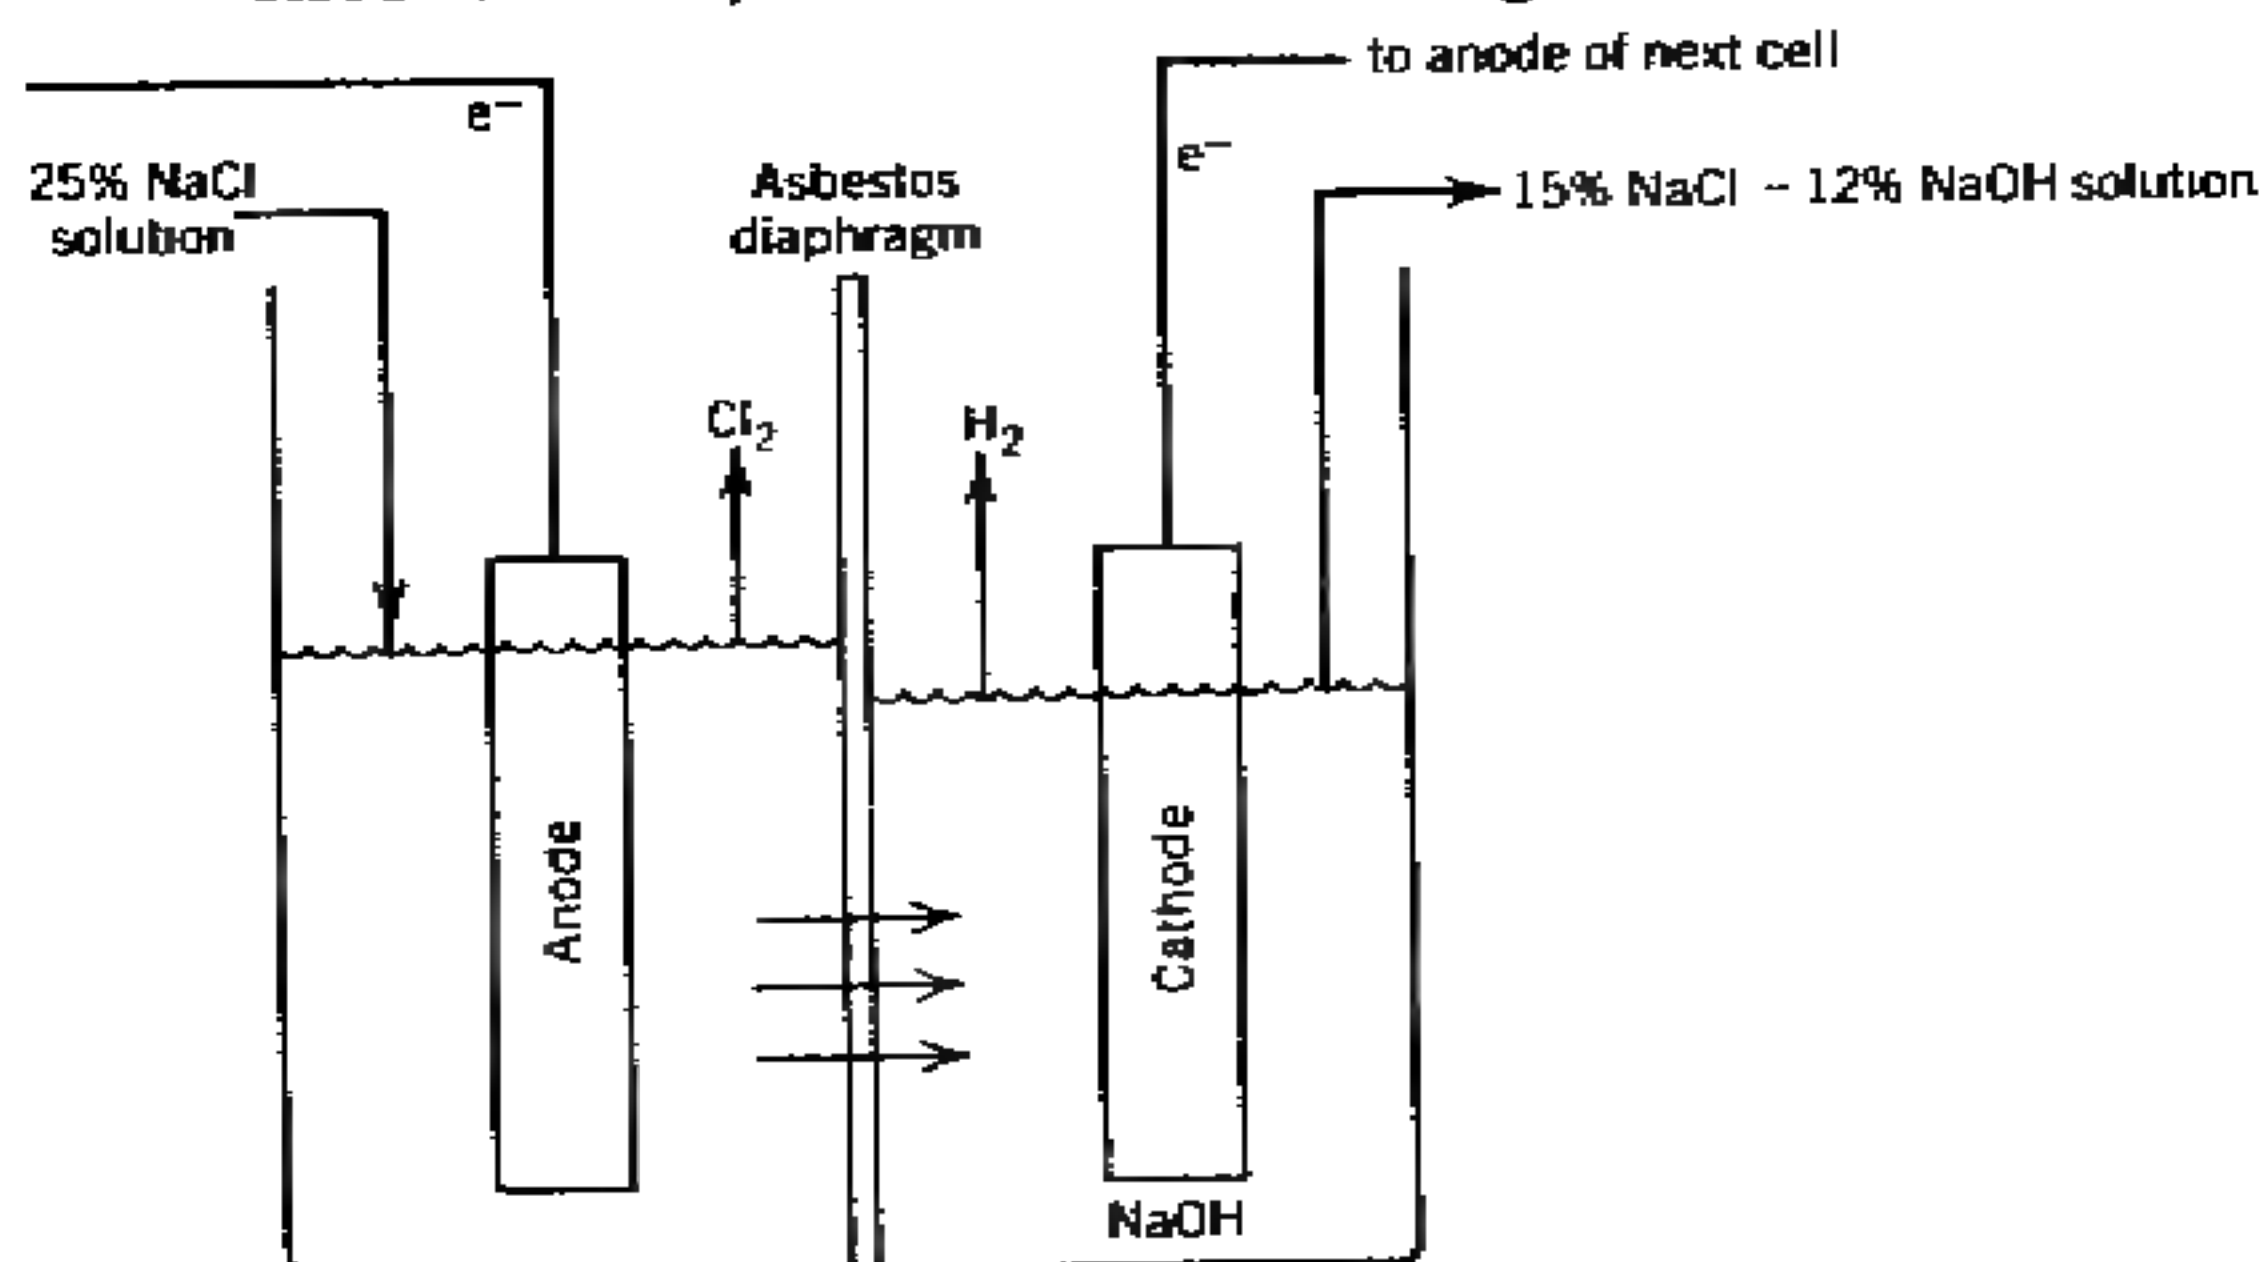 to anode of next cell
e−
e−
25% NaCl
solution
Asbestos
diaphragm
15% NaCl - 12% NaOH solution
Cl2
H2
Anode
Cathode
NaOH